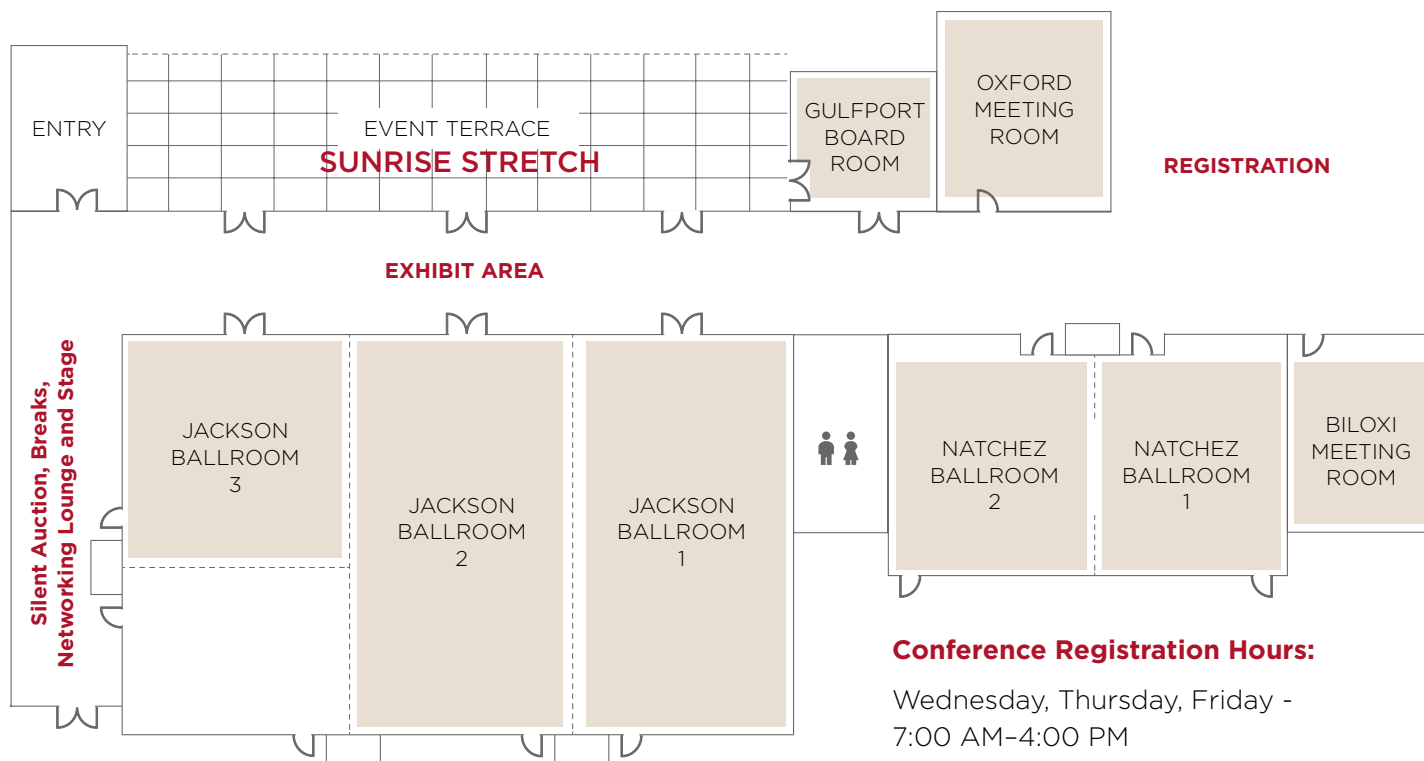 ENTRY
EVENT TERRACE
SUNRISE STRETCH
GULFPORT
BOARD
ROOM
OXFORD
MEETING
ROOM
REGISTRATION
EXHIBIT AREA
Silent Auction, Breaks,
Networking Lounge and Stage
JACKSON
BALLROOM
3
JACKSON
BALLROOM
2
JACKSON
BALLROOM
1
NATCHEZ
BALLROOM
2
NATCHEZ
BALLROOM
1
BILOXI
MEETING
ROOM
Conference Registration Hours:
Wednesday, Thursday, Friday -
7:00 AM–4:00 PM